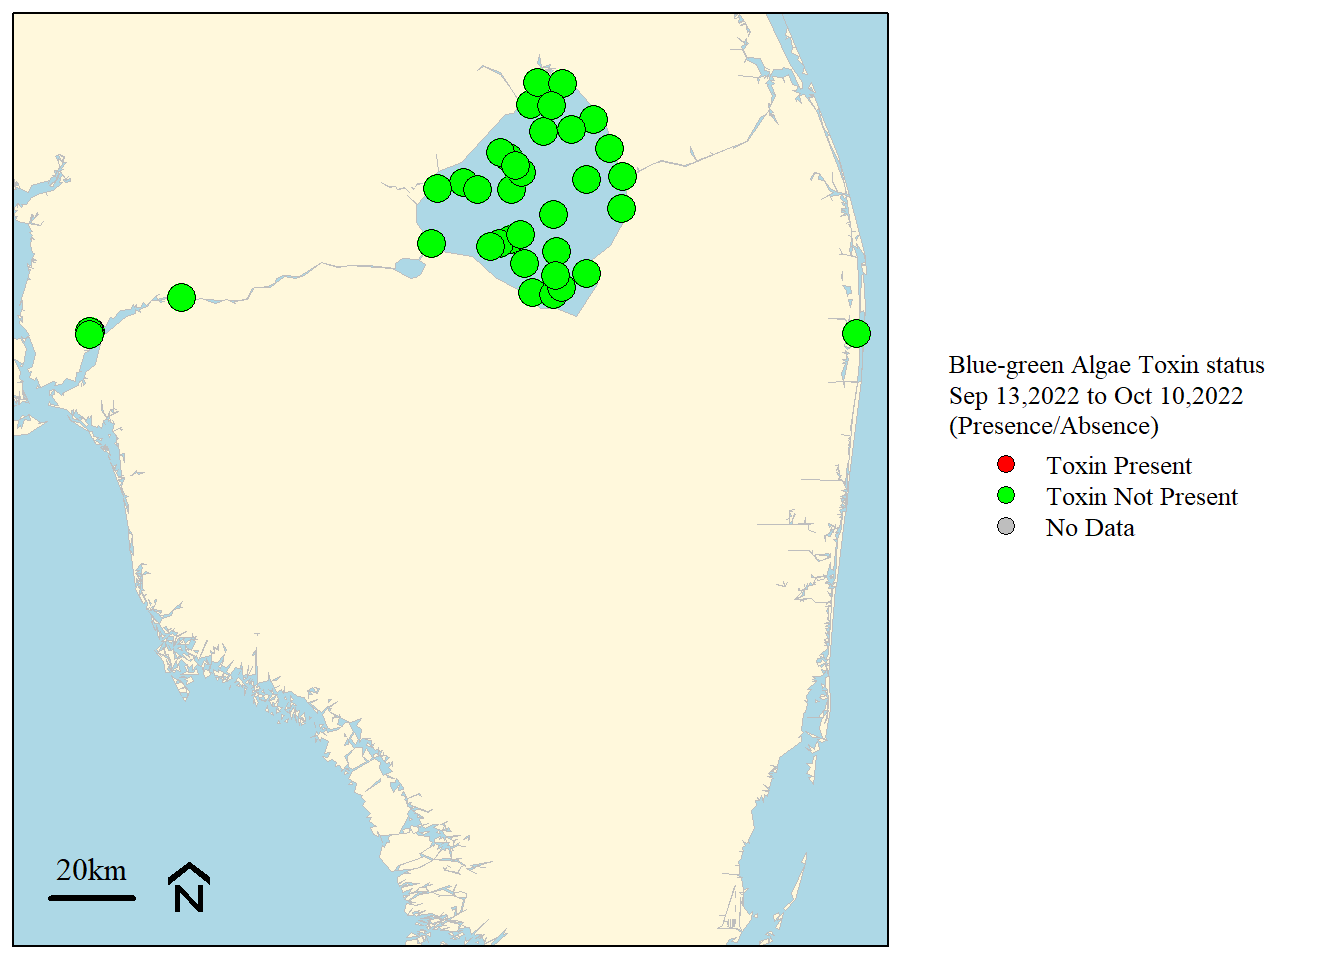 Blue-green Algae Toxin status
Sep 13,2022 to Oct 10,2022
(Presence/Absence)
Toxin Present
Toxin Not Present
No Data
20km
N